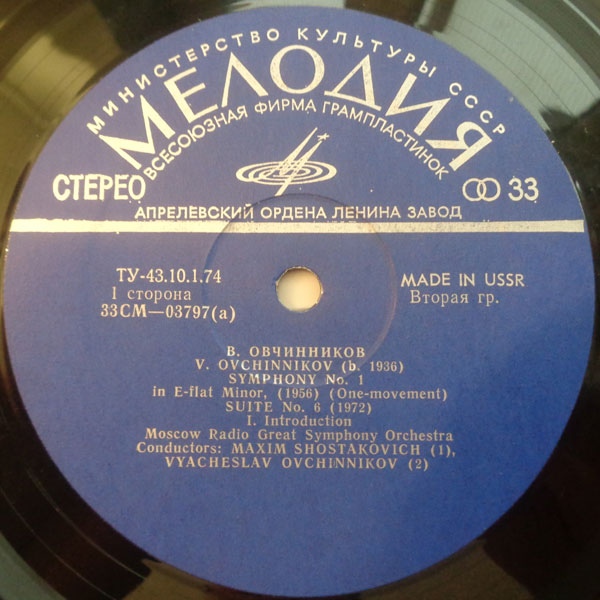 МИНИСТЕРСТВО КУЛЬТУРЫ СССР
МЕЛОДИЯ
ВСЕСОЮЗНАЯ ФИРМА ГРАМПЛАСТИНОК
СТЕРЕО
33
АПРЕЛЕВСКИЙ ОРДЕНА ЛЕНИНА ЗАВОД
ТУ-43.10.1.74
1 сторона
33СМ—03797(а)
MADE IN USSR
Вторая гр.
В. ОВЧИННИКОВ
V. OVCHINNIKOV (b. 1936)
SYMPHONY No. 1
in E-flat Minor, (1956) (One-movement)
SUITE No. 6 (1972)
I. Introduction
Moscow Radio Great Symphony Orchestra
Conductors: MAXIM SHOSTAKOVICH (1),
VYACHESLAV OVCHINNIKOV (2)